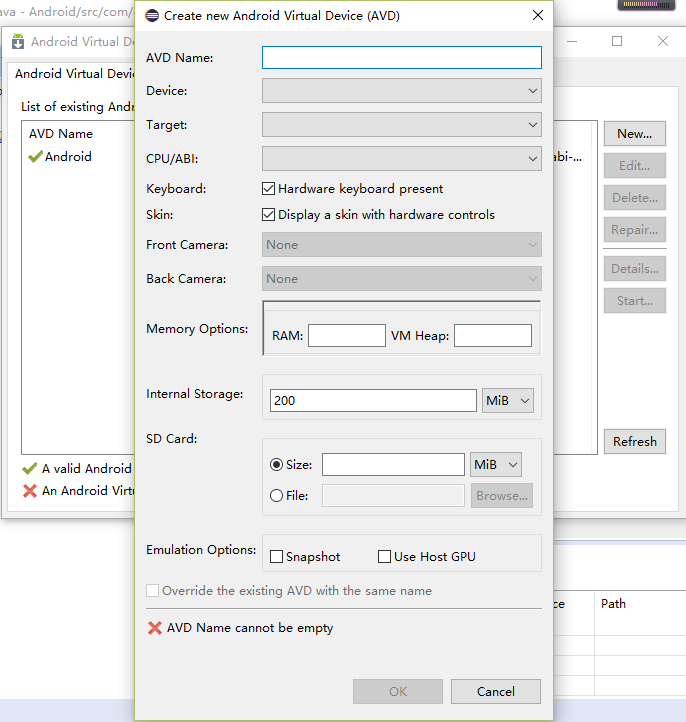 ava - Android/src/com/
Create new Android Virtual Device (AVD)
Android Virtual De
Android Virtual Devic
List of existing Andr
AVD Name
Android
abi-...
New...
Edit...
Delete...
Repair...
Details...
Start...
Refresh
A valid Android
An Android Virtu
AVD Name:
Device:
Target:
CPU/ABI:
Keyboard:
Hardware keyboard present
Skin:
Display a skin with hardware controls
Front Camera:
None
Back Camera:
None
Memory Options:
RAM:
VM Heap:
Internal Storage:
200
MiB
SD Card:
Size:
MiB
File:
Browse...
Emulation Options:
Snapshot
Use Host GPU
Override the existing AVD with the same name
AVD Name cannot be empty
OK
Cancel
ce
Path